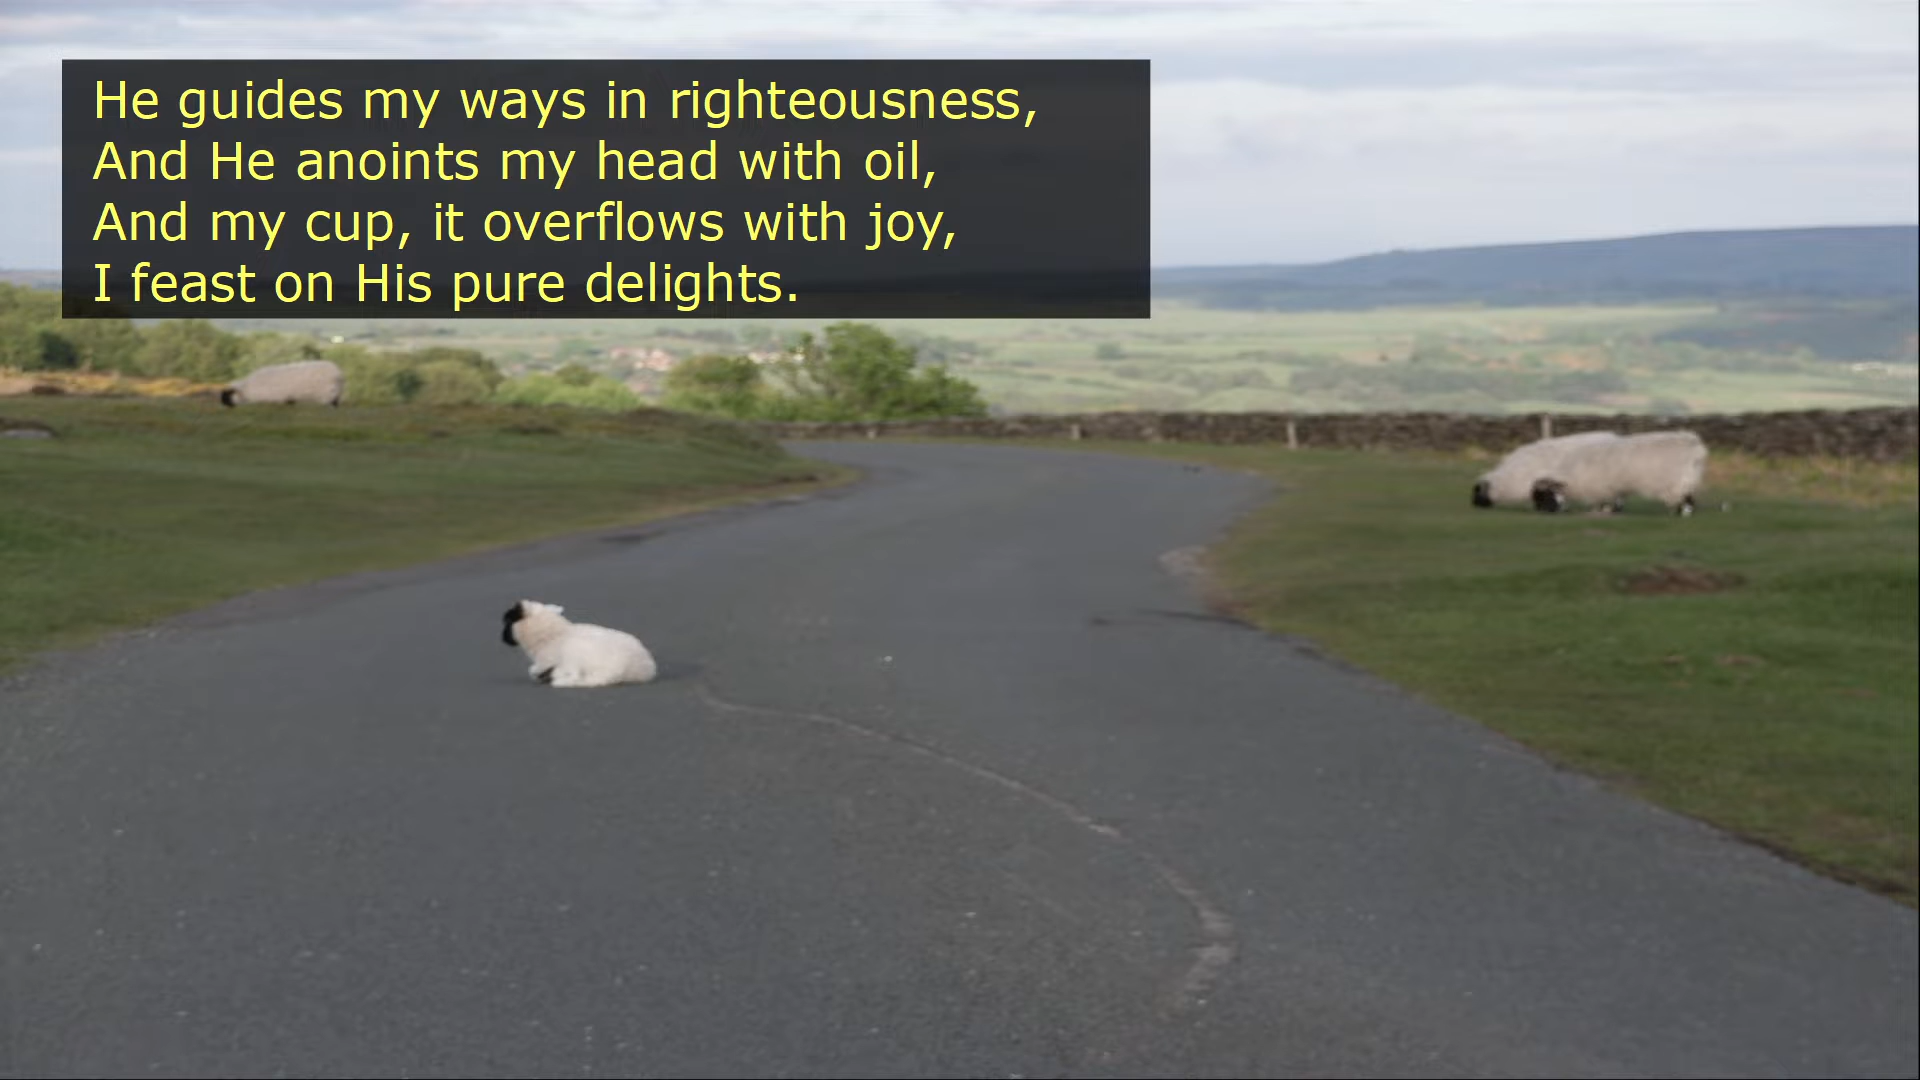 He guides my ways in righteousness,
And He anoints my head with oil,
And my cup, it overflows with joy,
I feast on His pure delights.